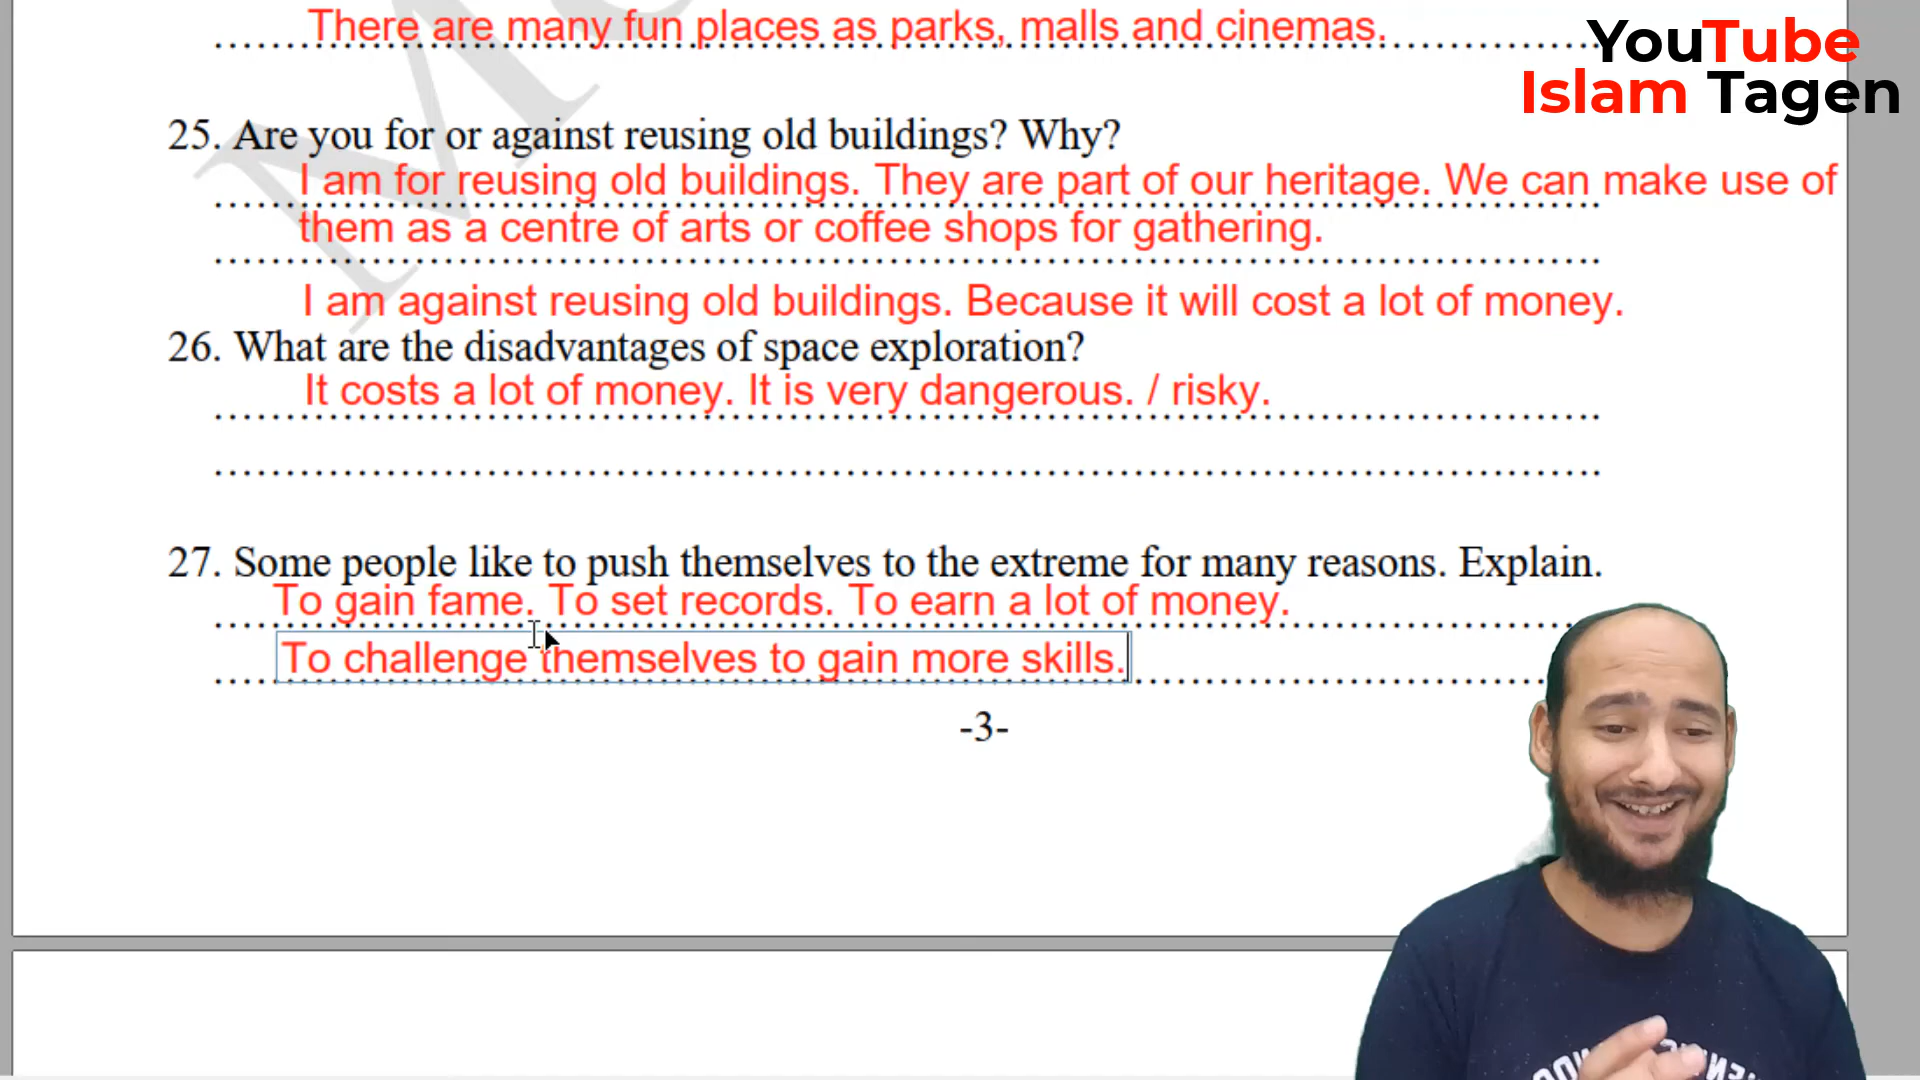 There are many fun places as parks, malls and cinemas.
YouTube
Islam Tagen
25. Are you for or against reusing old buildings? Why?
I am for reusing old buildings. They are part of our heritage. We can make use of
them as a centre of arts or coffee shops for gathering.
I am against reusing old buildings. Because it will cost a lot of money.
26. What are the disadvantages of space exploration?
It costs a lot of money. It is very dangerous. / risky.
27. Some people like to push themselves to the extreme for many reasons. Explain.
To gain fame. To set records. To earn a lot of money.
To challenge themselves to gain more skills.
-3-